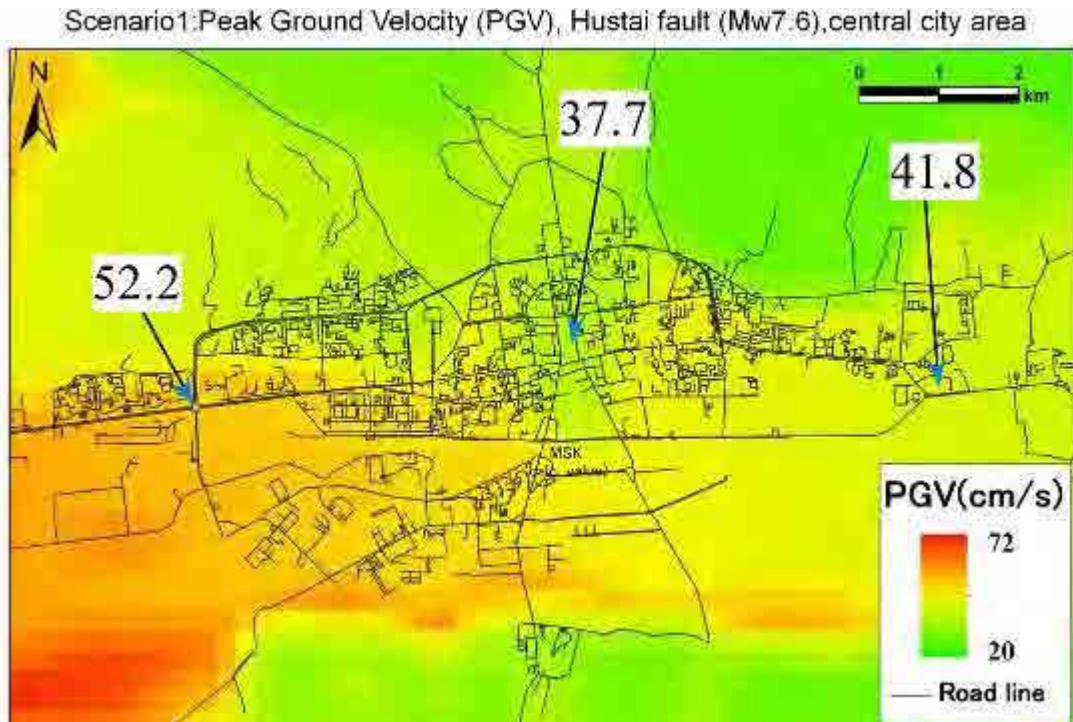 Scenario1:Peak Ground Velocity (PGV), Hustai fault (Mw7.6),central city area
N
0 1 2
km
37.7
41.8
52.2
MSK
PGV(cm/s)
72
20
Road line